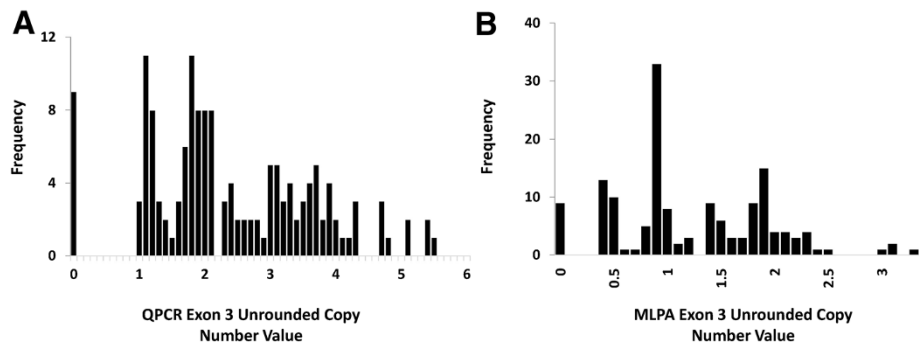 A
12
8
4
0
Frequency
0 1 2 3 4 5 6
QPCR Exon 3 Unrounded Copy
Number Value
B
40
30
20
10
0
Frequency
0 0.5 1 1.5 2 2.5 3
MLPA Exon 3 Unrounded Copy
Number Value